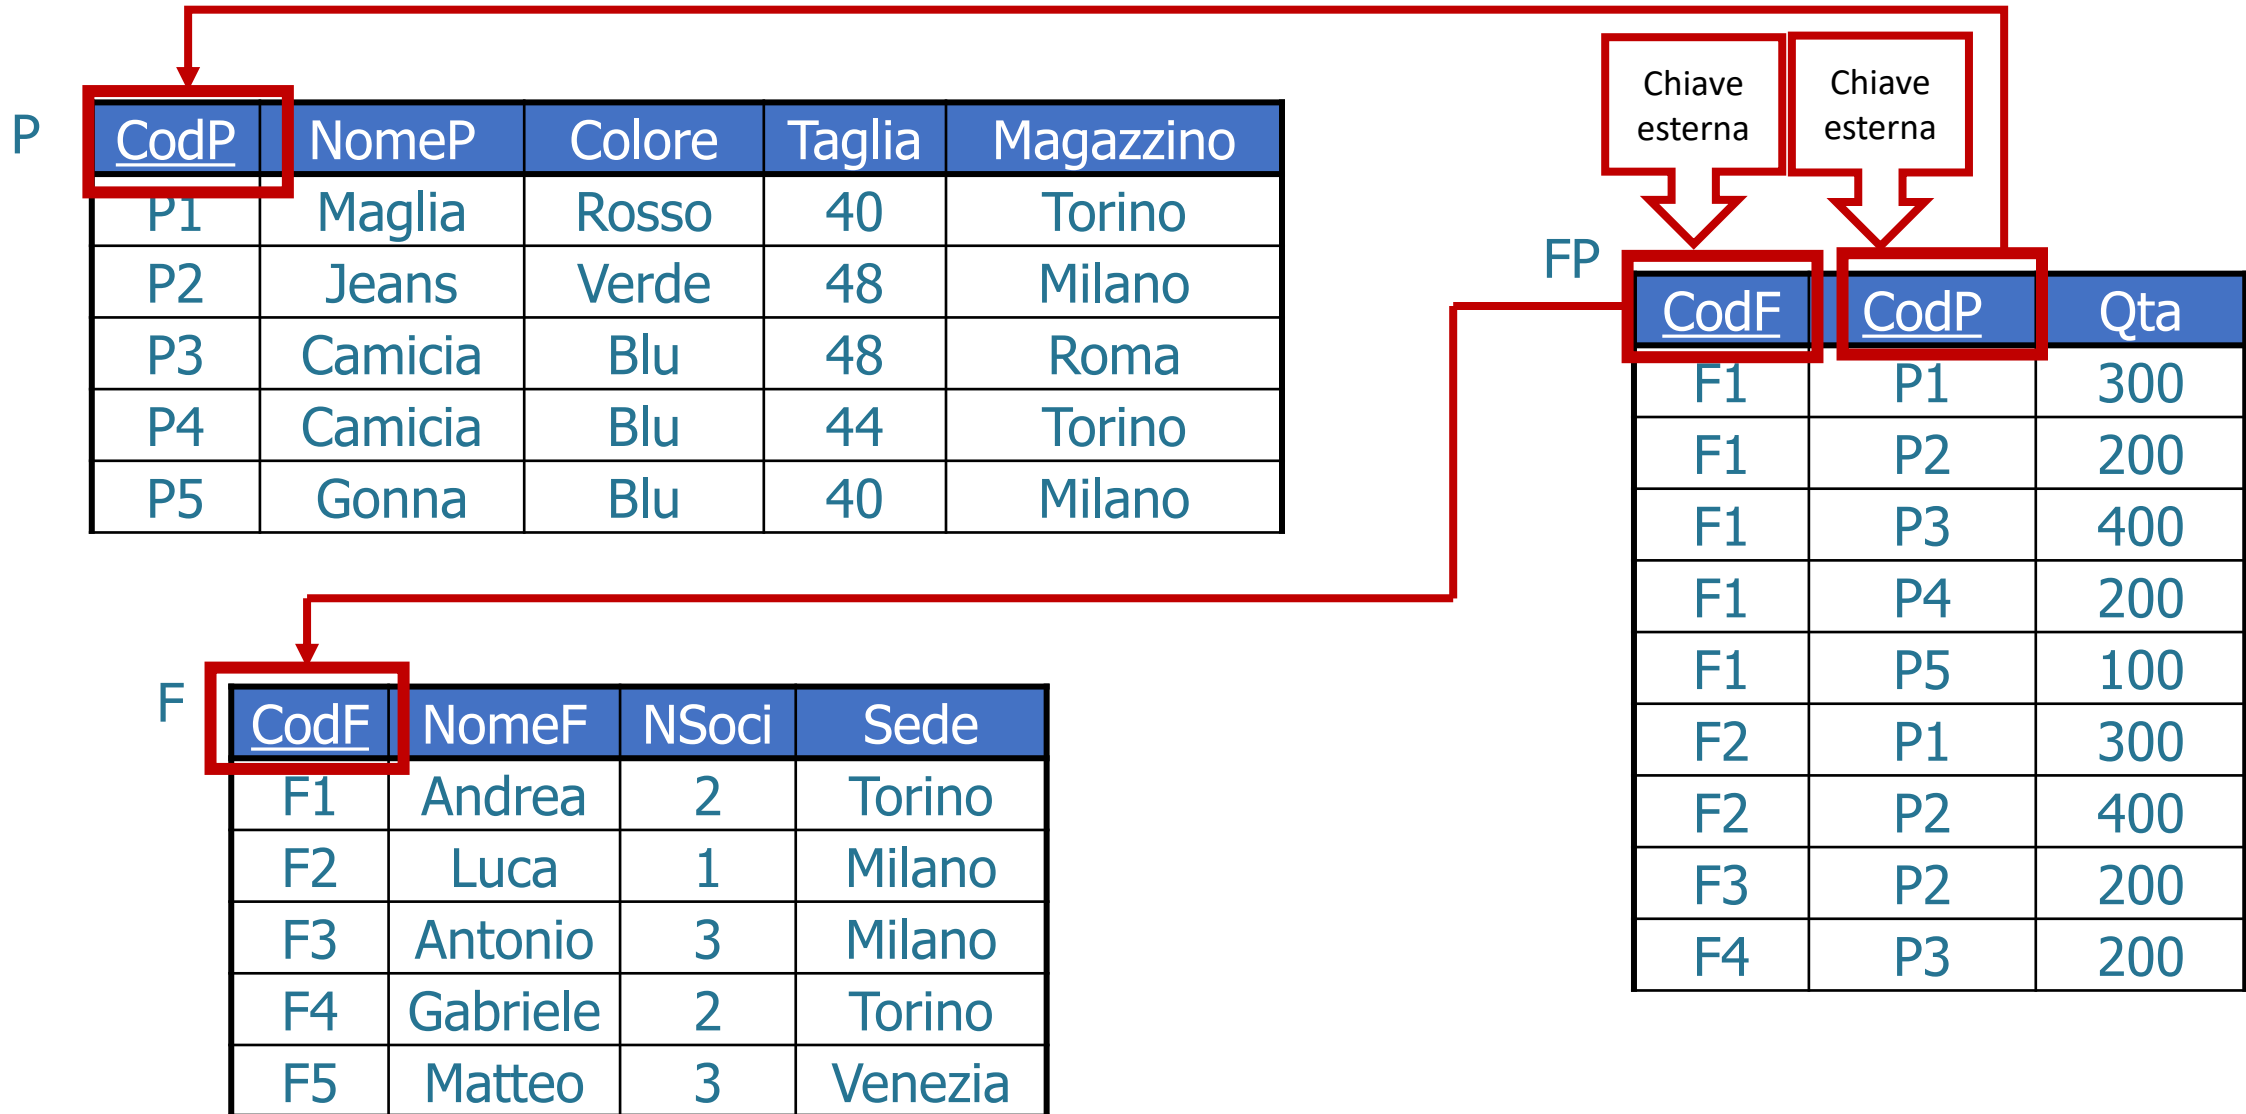 P
CodP NomeP Colore Taglia Magazzino
P1 Maglia Rosso 40 Torino
P2 Jeans Verde 48 Milano
P3 Camicia Blu 48 Roma
P4 Camicia Blu 44 Torino
P5 Gonna Blu 40 Milano
Chiave
esterna
Chiave
esterna
FP
CodF CodP Qta
F1 P1 300
F1 P2 200
F1 P3 400
F1 P4 200
F1 P5 100
F2 P1 300
F2 P2 400
F3 P2 200
F4 P3 200
F
CodF NomeF NSoci Sede
F1 Andrea 2 Torino
F2 Luca 1 Milano
F3 Antonio 3 Milano
F4 Gabriele 2 Torino
F5 Matteo 3 Venezia